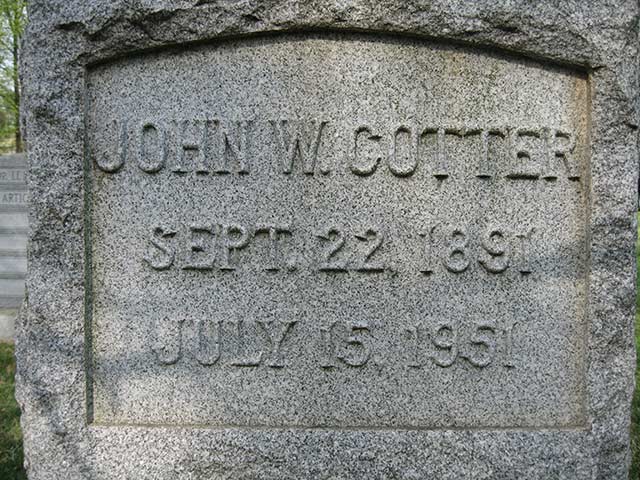 JOHN W. COTTER
SEPT. 22, 1891
JULY 15, 1951